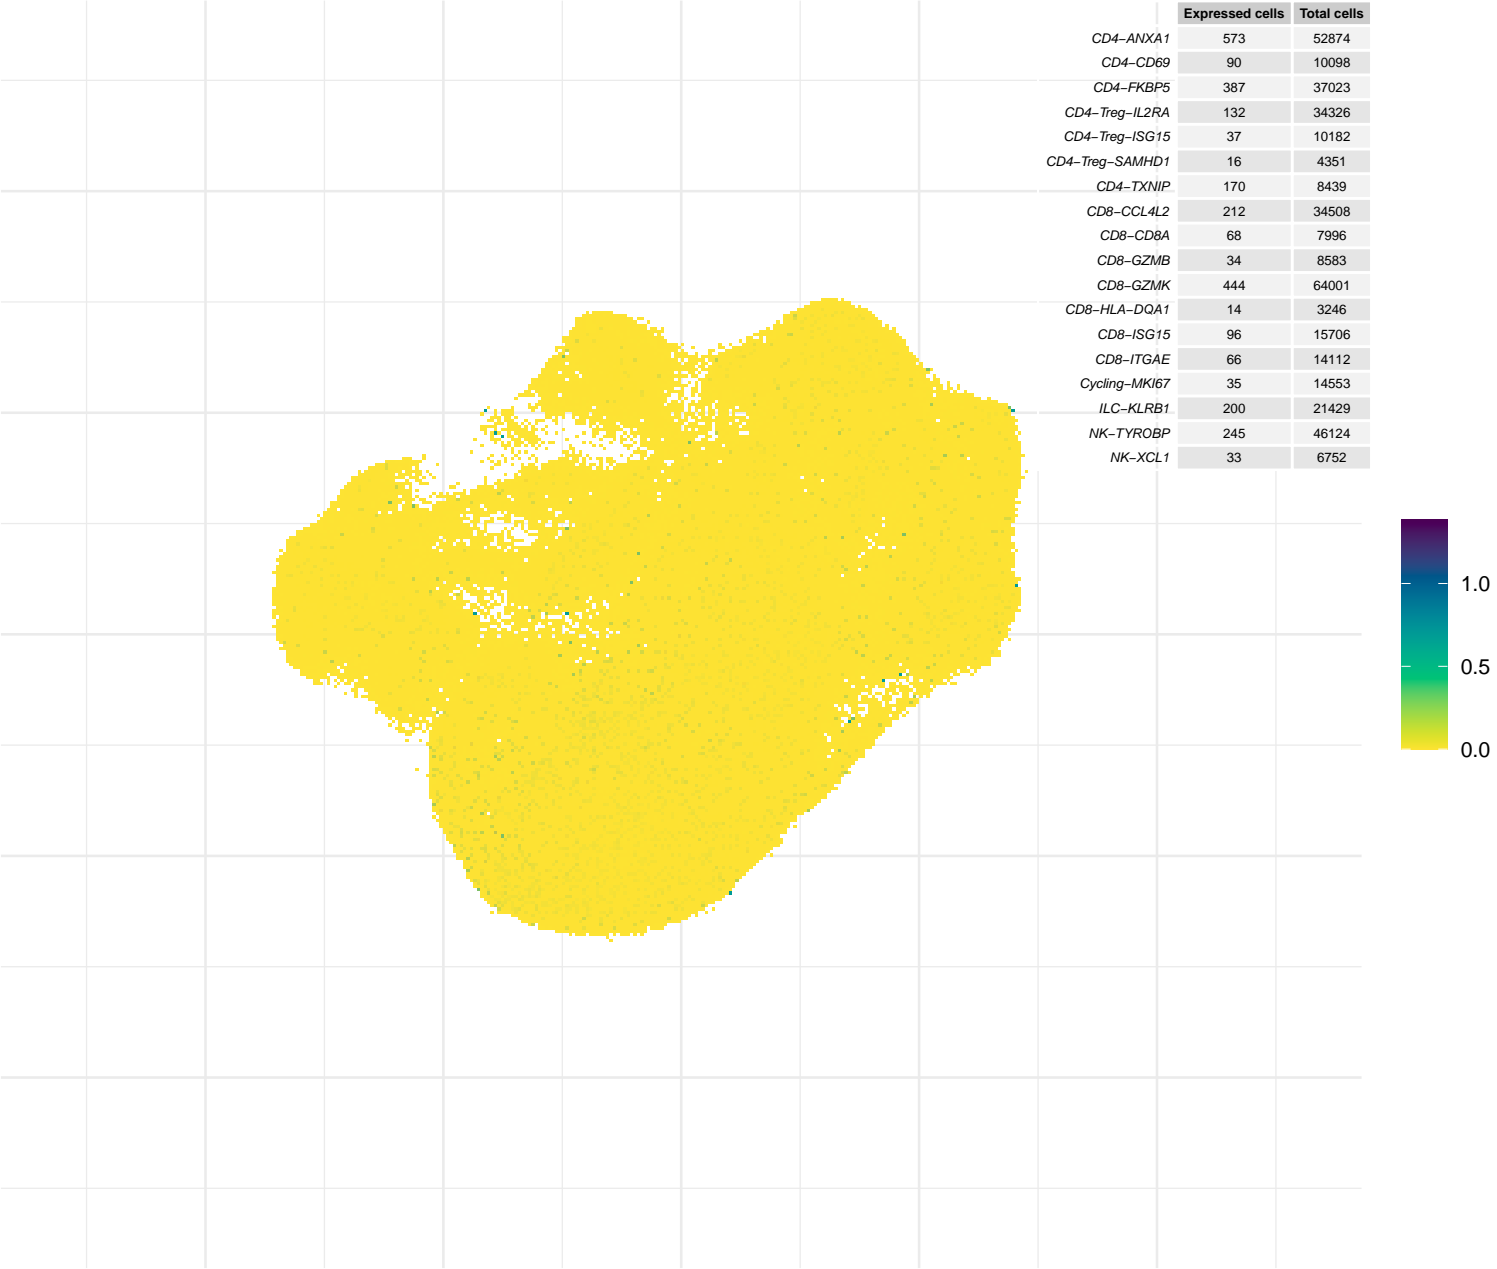 Expressed cells Total cells
CD4−ANXA1 573 52874
CD4−CD69 90 10098
CD4−FKBP5 387 37023
CD4−Treg−IL2RA 132 34326
CD4−Treg−ISG15 37 10182
CD4−Treg−SAMHD1 16 4351
CD4−TXNIP 170 8439
CD8−CCL4L2 212 34508
CD8−CD8A 68 7996
CD8−GZMB 34 8583
CD8−GZMK 444 64001
CD8−HLA−DQA1 14 3246
CD8−ISG15 96 15706
CD8−ITGAE 66 14112
Cycling−MKI67 35 14553
ILC−KLRB1 200 21429
NK−TYROBP 245 46124
NK−XCL1 33 6752
1.0
0.5
0.0